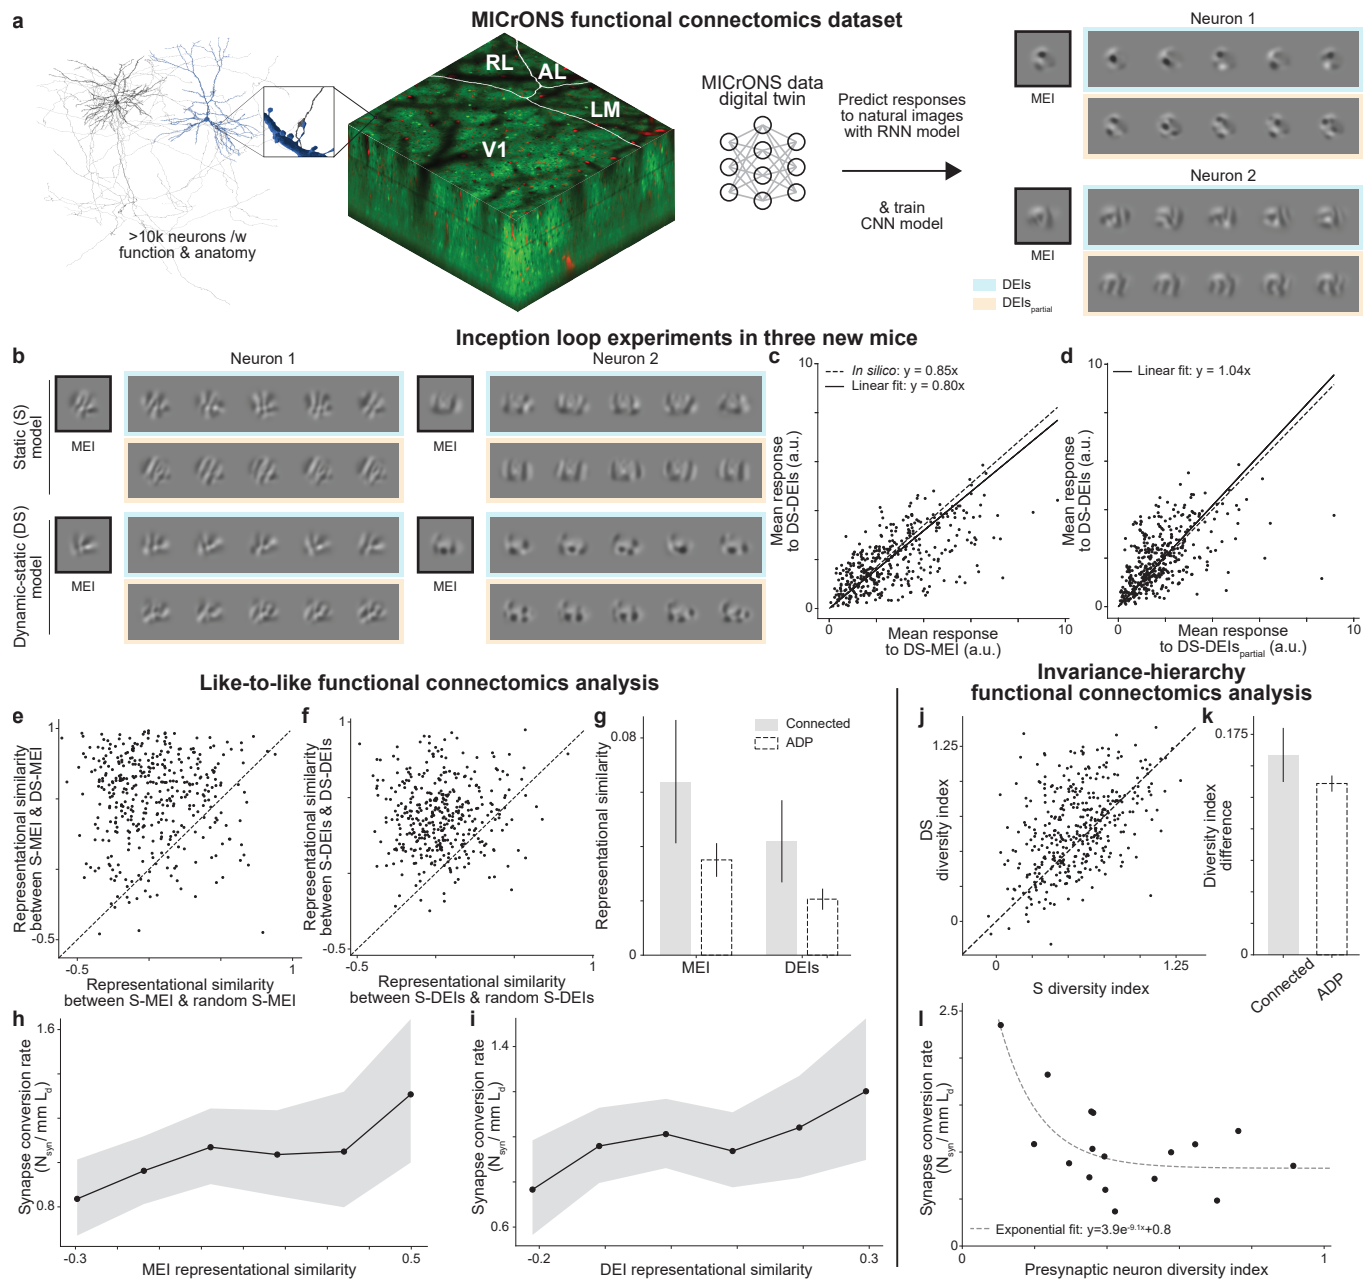 a
MICrONS functional connectomics dataset
>10k neurons /w
function & anatomy
RL
AL
LM
V1
MICrONS data
digital twin
Predict responses
to natural images
with RNN model
& train
CNN model
Neuron 1
MEI
Neuron 2
MEI
DEIs
DEIs partial
Inception loop experiments in three new mice
b
Neuron 1
Neuron 2
Static (S)
model
MEI
MEI
Dynamic-static (DS)
model
MEI
MEI
c
In silico: y = 0.85x
Linear fit: y = 0.80x
Mean response
to DS-DEIs (a.u.)
10
0
0
10
Mean response
to DS-MEI (a.u.)
d
Linear fit: y = 1.04x
Mean response
to DS-DEIs (a.u.)
10
0
0
10
Mean response
to DS-DEIs partial (a.u.)
Like-to-like functional connectomics analysis
e
Representational similarity
between S-MEI & DS-MEI
1
-0.5
-0.5
1
Representational similarity
between S-MEI & random S-MEI
f
Representational similarity
between S-DEIs & DS-DEIs
1
-0.5
-0.5
1
Representational similarity
between S-DEIs & random S-DEIs
g
Connected
ADP
Representational similarity
0.08
0
MEI
DEIs
h
Synapse conversion rate
(Nsyn/ mm Ld)
1.6
0.8
-0.3
0.5
MEI representational similarity
i
Synapse conversion rate
(Nsyn/ mm Ld)
1.4
0.6
-0.2
0.3
DEI representational similarity
Invariance-hierarchy
functional connectomics analysis
j
DS
diversity index
1.25
0
0
1.25
S diversity index
k
Diversity index
difference
0.175
0
Connected
ADP
l
Synapse conversion rate
(Nsyn/ mm Ld)
2.5
0
Exponential fit: y=3.9e-9.1x+0.8
0
1
Presynaptic neuron diversity index